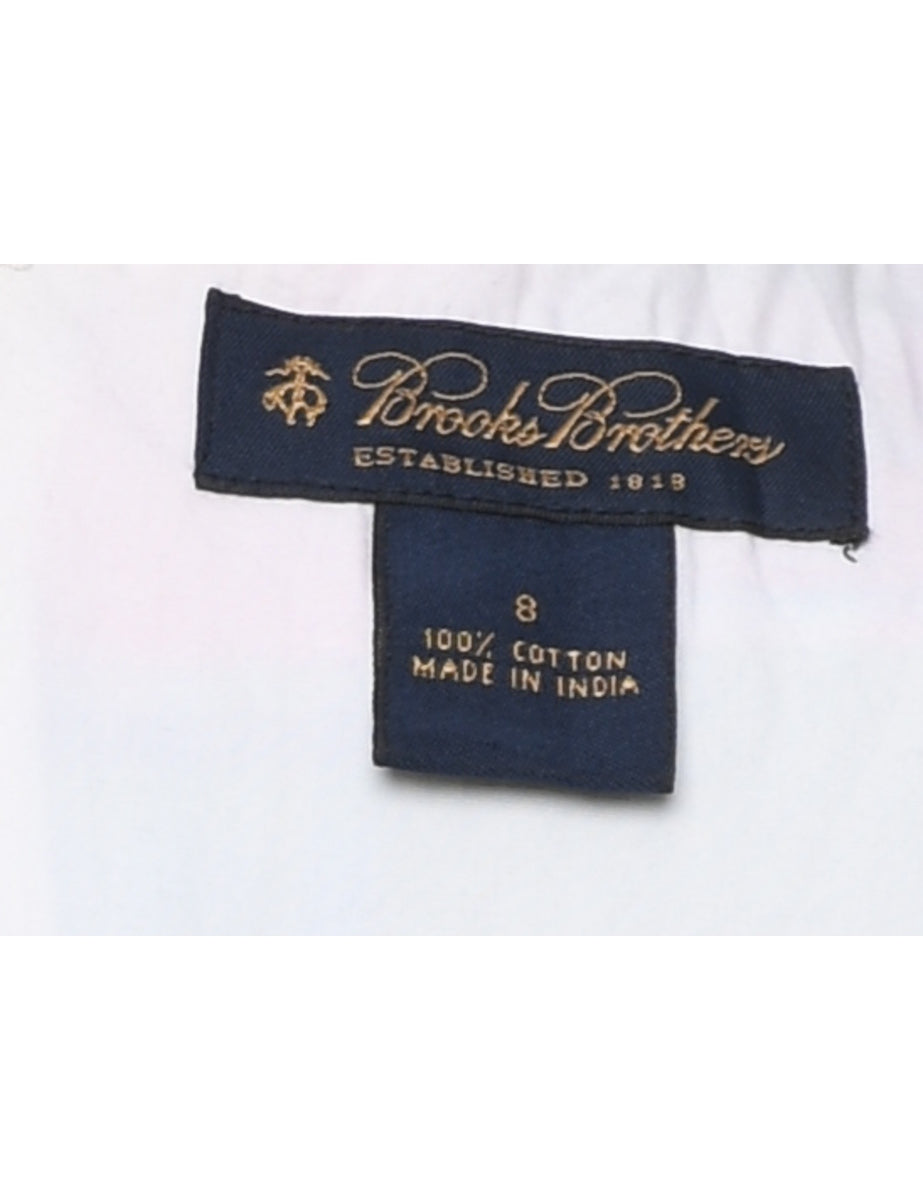 Brooks Brothers
ESTABLISHED 1818
8
100% COTTON
MADE IN INDIA